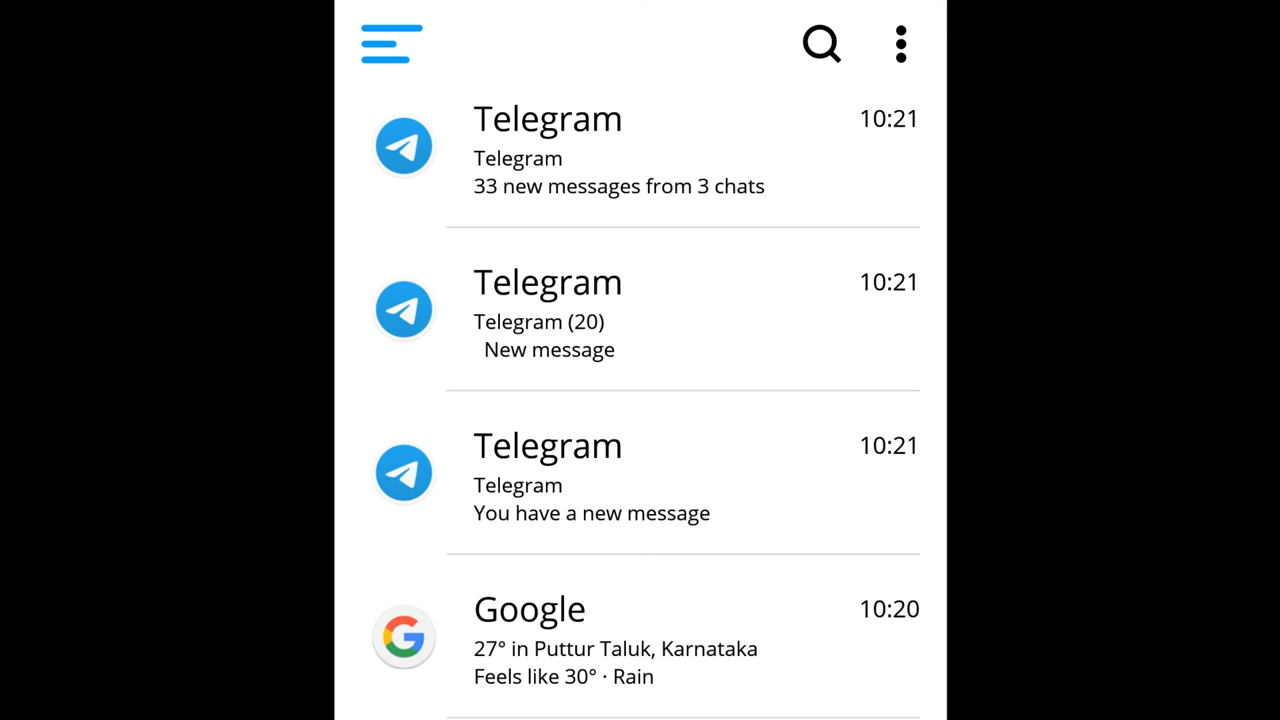 Telegram 10:21
Telegram
33 new messages from 3 chats
Telegram 10:21
Telegram (20)
New message
Telegram 10:21
Telegram
You have a new message
Google 10:20
27° in Puttur Taluk, Karnataka
Feels like 30° · Rain